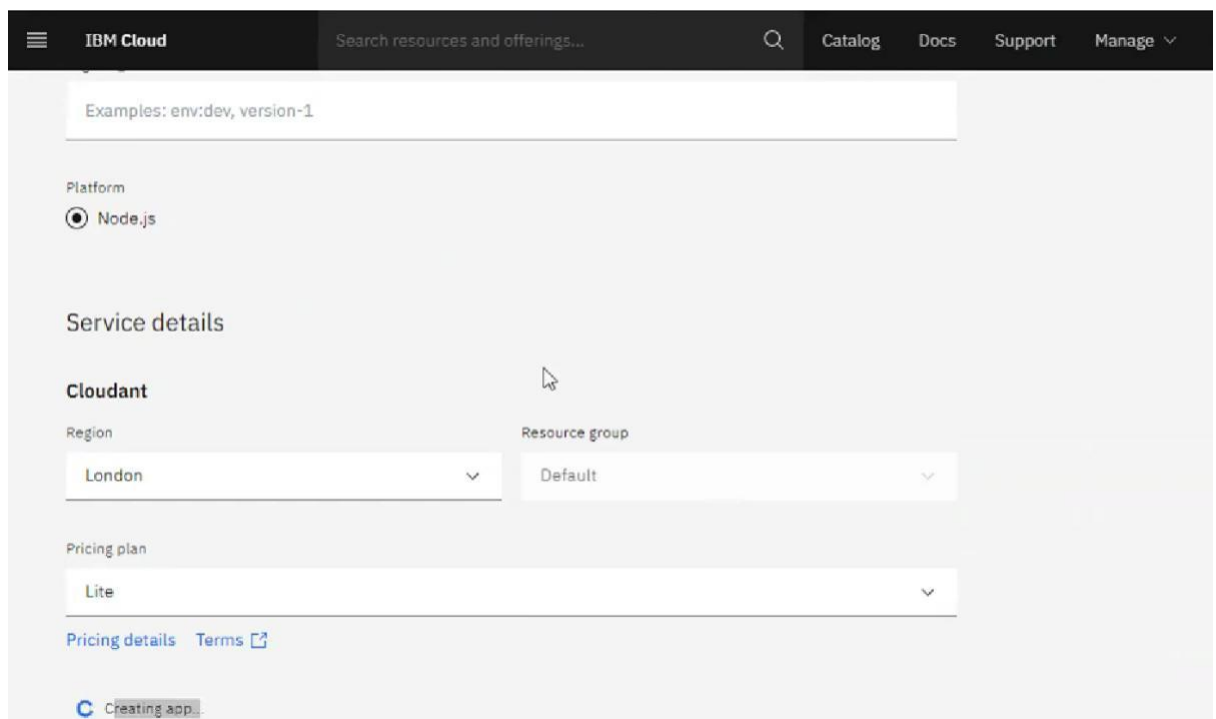 IBM Cloud Search resources and offerings... Catalog Docs Support Manage
Examples: env:dev, version-1
Platform
Node.js
Service details
Cloudant
Region Resource group
London Default
Pricing plan
Lite
Pricing details Terms
Creating app...